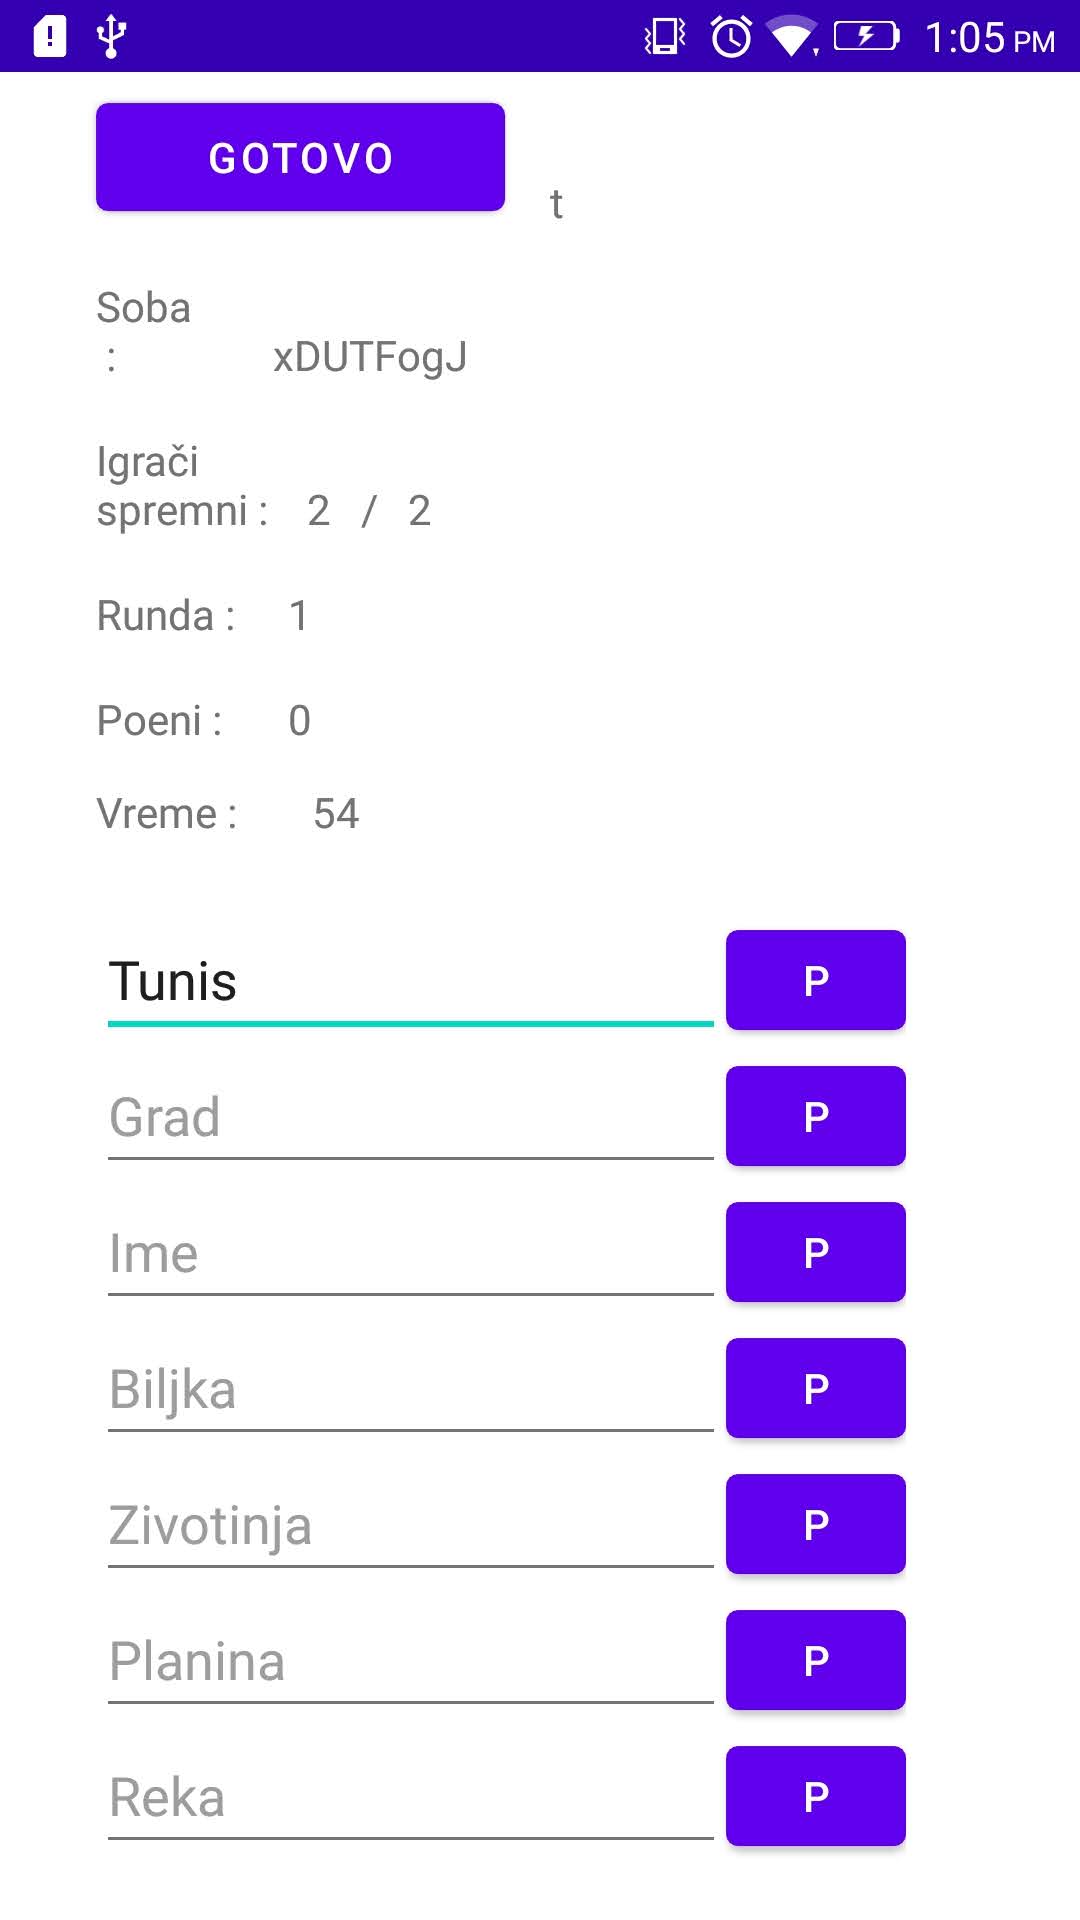 1:05 PM
GOTOVO
t
Soba
: xDUTFogJ
Igrači
spremni : 2 / 2
Runda : 1
Poeni : 0
Vreme : 54
Tunis P
Grad P
Ime P
Biljka P
Zivotinja P
Planina P
Reka P